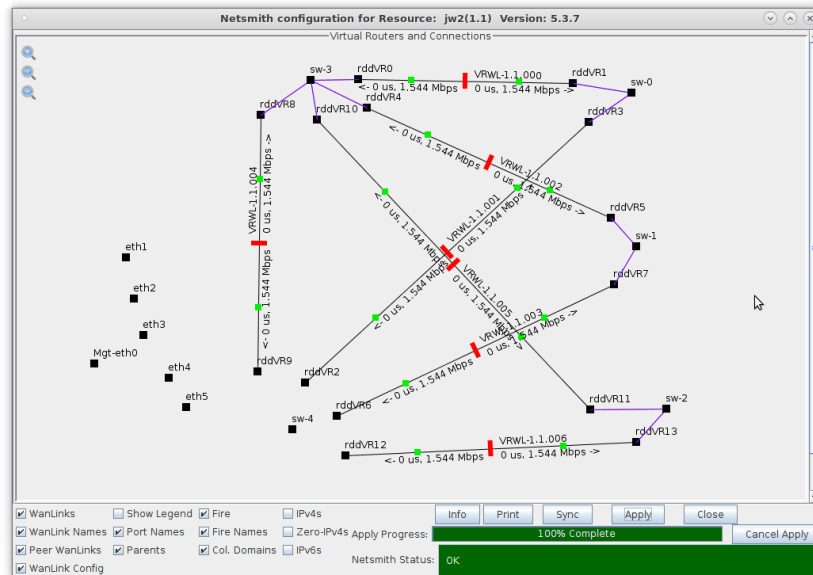 Netsmith configuration for Resource: jw2(1.1) Version: 5.3.7
Virtual Routers and Connections
sw-3
rddVR0
VRWL-1.1.000
rddVR1
<- 0 us, 1.544 Mbps
0 us, 1.544 Mbps ->
sw-0
rddVR8
rddVR10
rddVR4
rddVR3
<- 0 us, 1.544 Mbps
VRWL-1.1.002
0 us, 1.544 Mbps ->
VRWL-1.1.004
0 us, 1.544 Mbps ->
<- 0 us, 1.544 Mbps
<- 0 us, 1.544 Mbps
VRWL-1.1.001
0 us, 1.544 Mbps ->
<- 0 us, 1.544 Mbps
rddVR5
sw-1
rddVR7
eth1
eth2
eth3
Mgt-eth0
eth4
eth5
VRWL-1.1.005
0 us, 1.544 Mbps ->
VRWL-1.1.003
0 us, 1.544 Mbps ->
<- 0 us, 1.544 Mbps
rddVR9
rddVR2
rddVR6
sw-4
rddVR11
sw-2
rddVR12
rddVR13
VRWL-1.1.006
<- 0 us, 1.544 Mbps
0 us, 1.544 Mbps ->
WanLinks
Show Legend
Fire
IPv4s
Info
Print
Sync
Apply
Close
WanLink Names
Port Names
Fire Names
Zero-IPv4s
Apply Progress:
100% Complete
Cancel Apply
Peer WanLinks
Parents
Col. Domains
IPv6s
Netsmith Status:
OK
WanLink Config